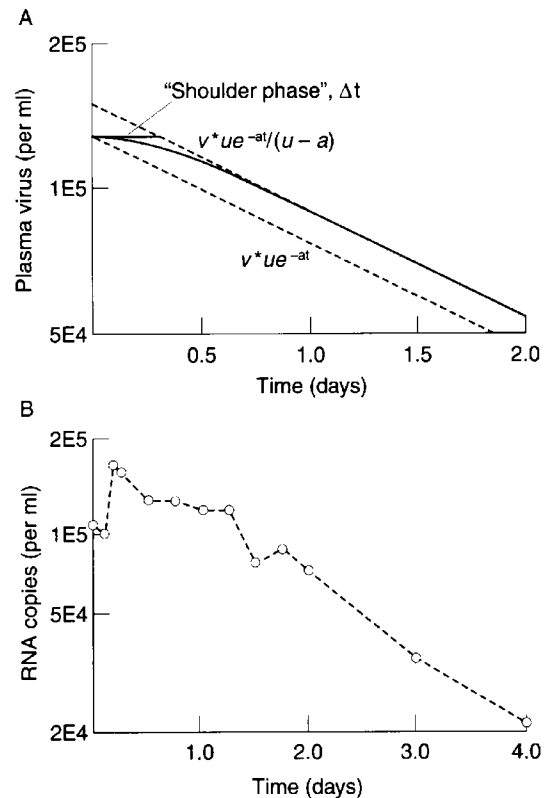 A
2E5
"Shoulder phase", Δt
v*ue⁻ᵃᵗ/(u – a)
1E5
Plasma virus (per ml)
v*ue⁻ᵃᵗ
5E4
0.5 1.0 1.5 2.0
Time (days)
B
2E5
1E5
RNA copies (per ml)
5E4
2E4
1.0 2.0 3.0 4.0
Time (days)